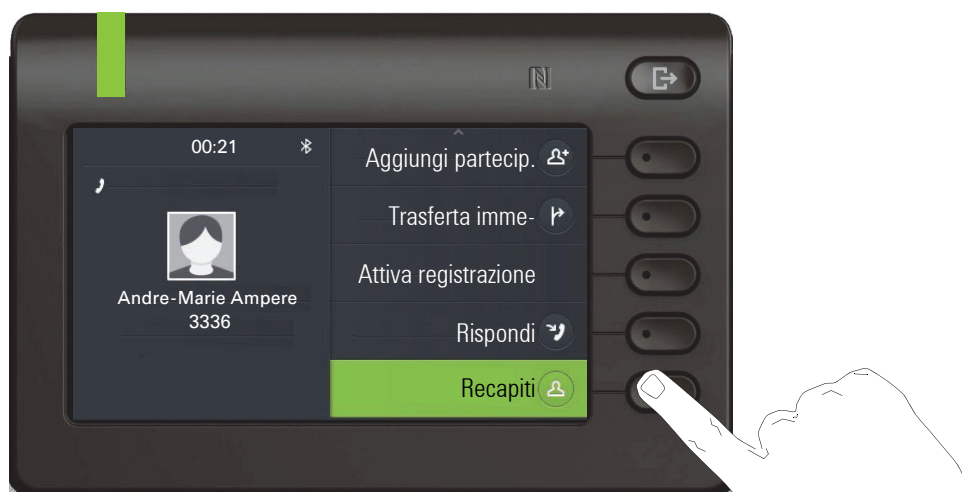 00:21
Andre-Marie Ampere
3336
Aggiungi partecip.
Trasferta imme-
Attiva registrazione
Rispondi
Recapiti